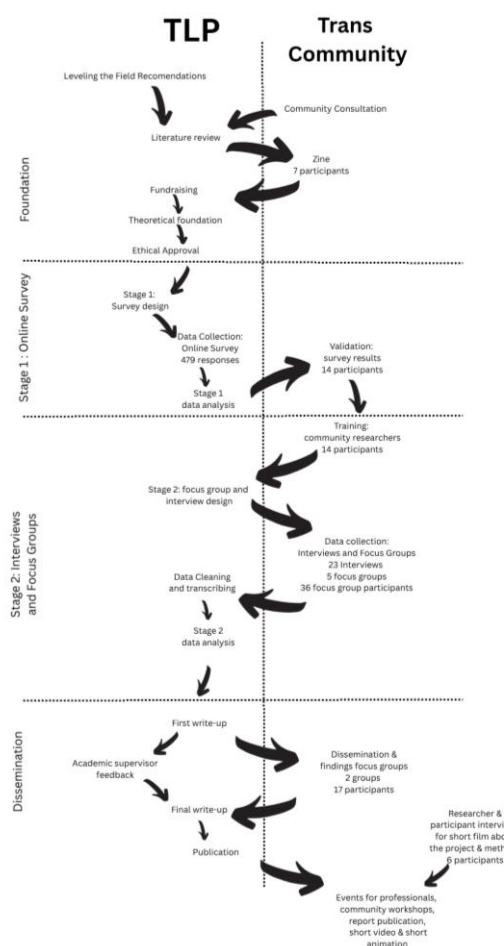 TLP
Trans
Community
Leveling the Field Recomendations
Community Consultation
Literature review
Zine
7 participants
Fundraising
Theoretical foundation
Ethical Approval
Foundation
Stage 1:
Survey design
Data Collection:
Online Survey
479 responses
Stage 1
data analysis
Validation:
survey results
14 participants
Stage 1 : Online Survey
Training:
community researchers
14 participants
Stage 2: focus group and
interview design
Data collection:
Interviews and Focus Groups
23 Interviews
5 focus groups
36 focus group participants
Data Cleaning
and transcribing
Stage 2
data analysis
Stage 2: Interviews
and Focus Groups
First write-up
Academic supervisor
feedback
Dissemination &
findings focus groups
2 groups
17 participants
Final write-up
Publication
Dissemination
Researcher &
participant intervie
for short film abo
the project & meth
6 participants
Events for professionals,
community workshops,
report publication,
short video & short
animation